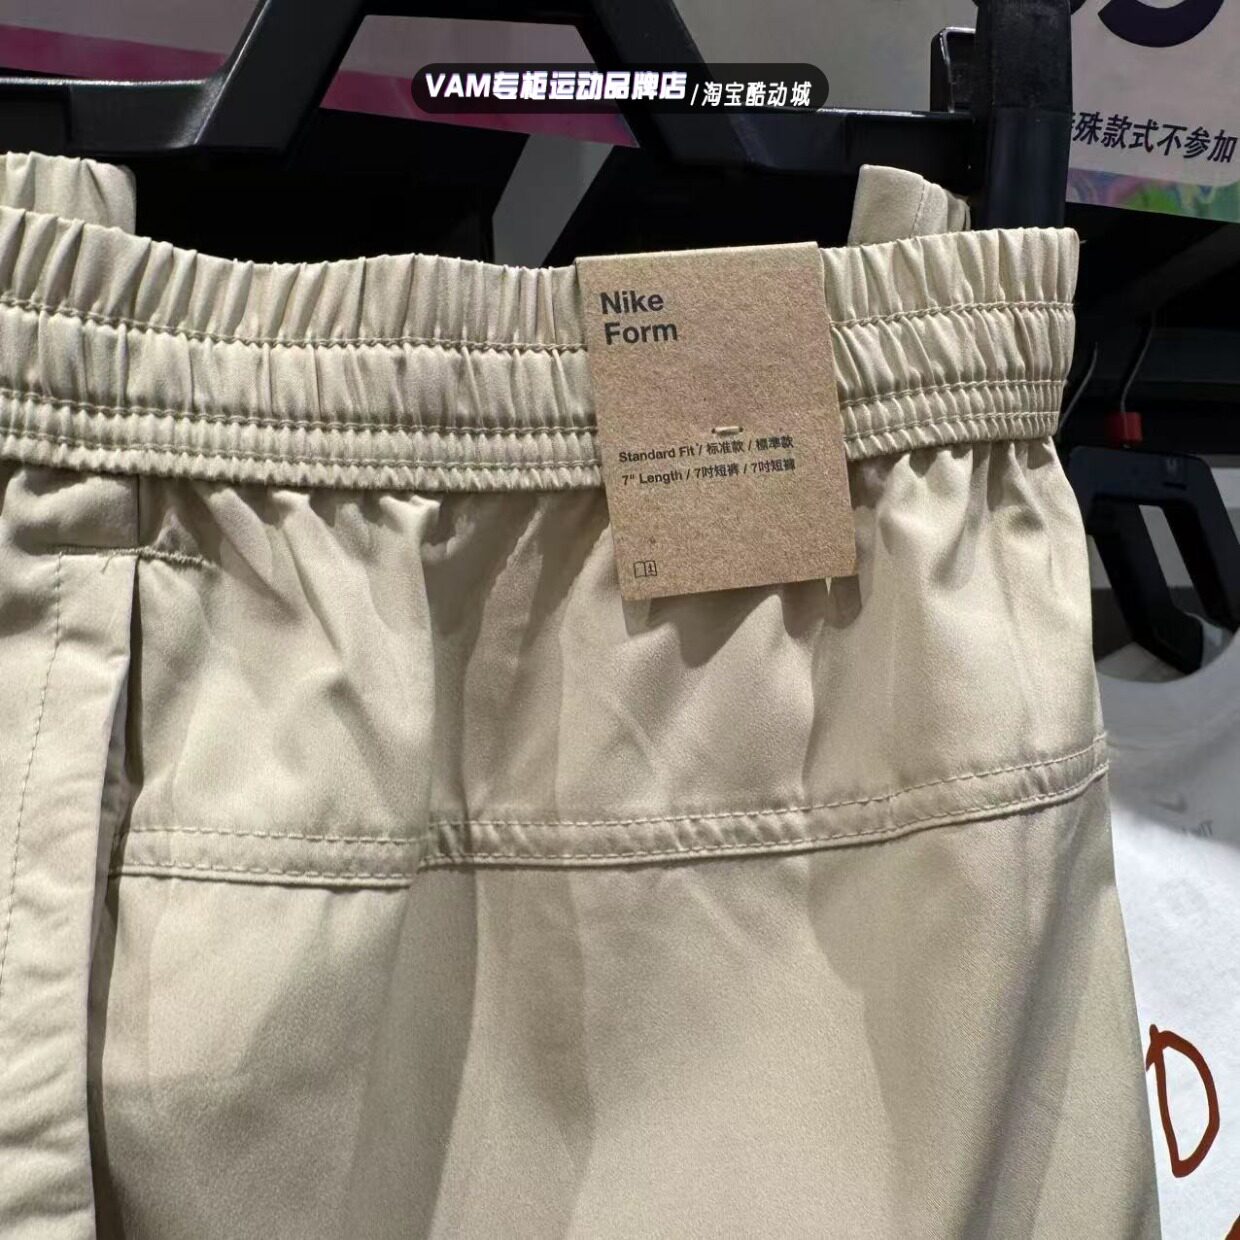 VAM专柜运动品牌店/淘宝酷动城
殊款式不参加
Nike
Form
Standard Fit / 标准款 / 標準款
7" Length / 7吋短裤 / 7吋短褲
D